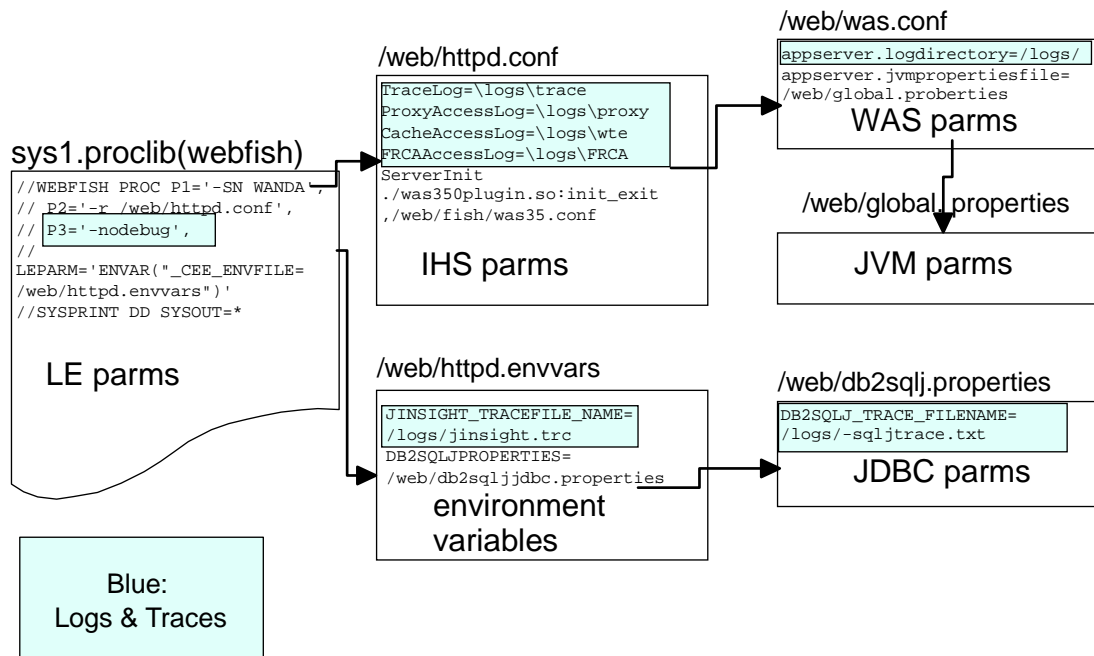 sys1.proclib(webfish)
//WEBFISH PROC P1='-SN WANDA',
// P2='-r /web/httpd.conf',
// P3='-nodebug',
//
LEPARM='ENVAR("_CEE_ENVFILE=
/web/httpd.envvars")'
//SYSPRINT DD SYSOUT=*
LE parms
Blue:
Logs & Traces
/web/httpd.conf
TraceLog=\logs\trace
ProxyAccessLog=\logs\proxy
CacheAccessLog=\logs\wte
FRCAAccessLog=\logs\FRCA
ServerInit
./was350plugin.so:init_exit
,/web/fish/was35.conf
IHS parms
/web/httpd.envvars
JINSIGHT_TRACEFILE_NAME=
/logs/jinsight.trc
DB2SQLJPROPERTIES=
/web/db2sqljjdbc.properties
environment
variables
/web/was.conf
appserver.logdirectory=/logs/
appserver.jvmpropertiesfile=
/web/global.proberties
WAS parms
/web/global. properties
JVM parms
/web/db2sqlj.properties
DB2SQLJ_TRACE_FILENAME=
/logs/-sqljtrace.txt
JDBC parms